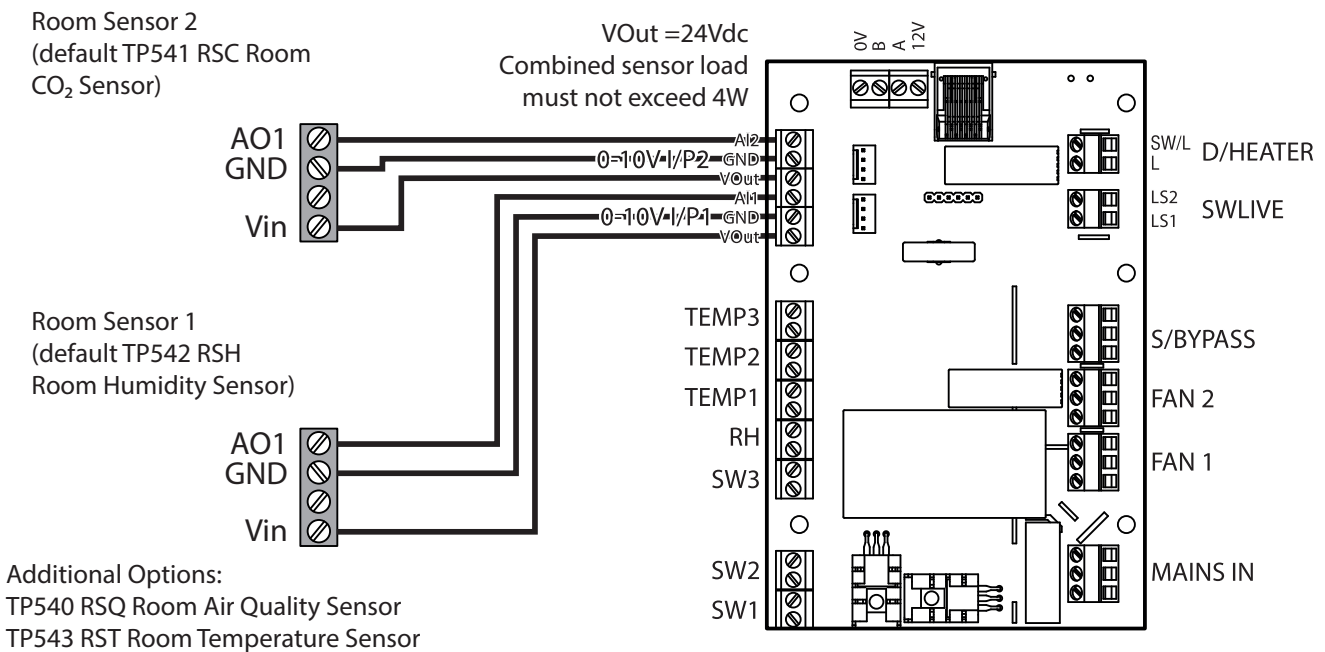 Room Sensor 2
(default TP541 RSC Room
CO₂ Sensor)
VOut =24Vdc
Combined sensor load
must not exceed 4W
0V
B
A
12V
AO1
GND
Vin
AI2
0-10V I/P2 GND
VOut
AI1
0-10V I/P1 GND
VOut
SW/L
L
D/HEATER
LS2
LS1
SWLIVE
Room Sensor 1
(default TP542 RSH
Room Humidity Sensor)
AO1
GND
Vin
TEMP3
TEMP2
TEMP1
RH
SW3
SW2
SW1
S/BYPASS
FAN 2
FAN 1
MAINS IN
Additional Options:
TP540 RSQ Room Air Quality Sensor
TP543 RST Room Temperature Sensor